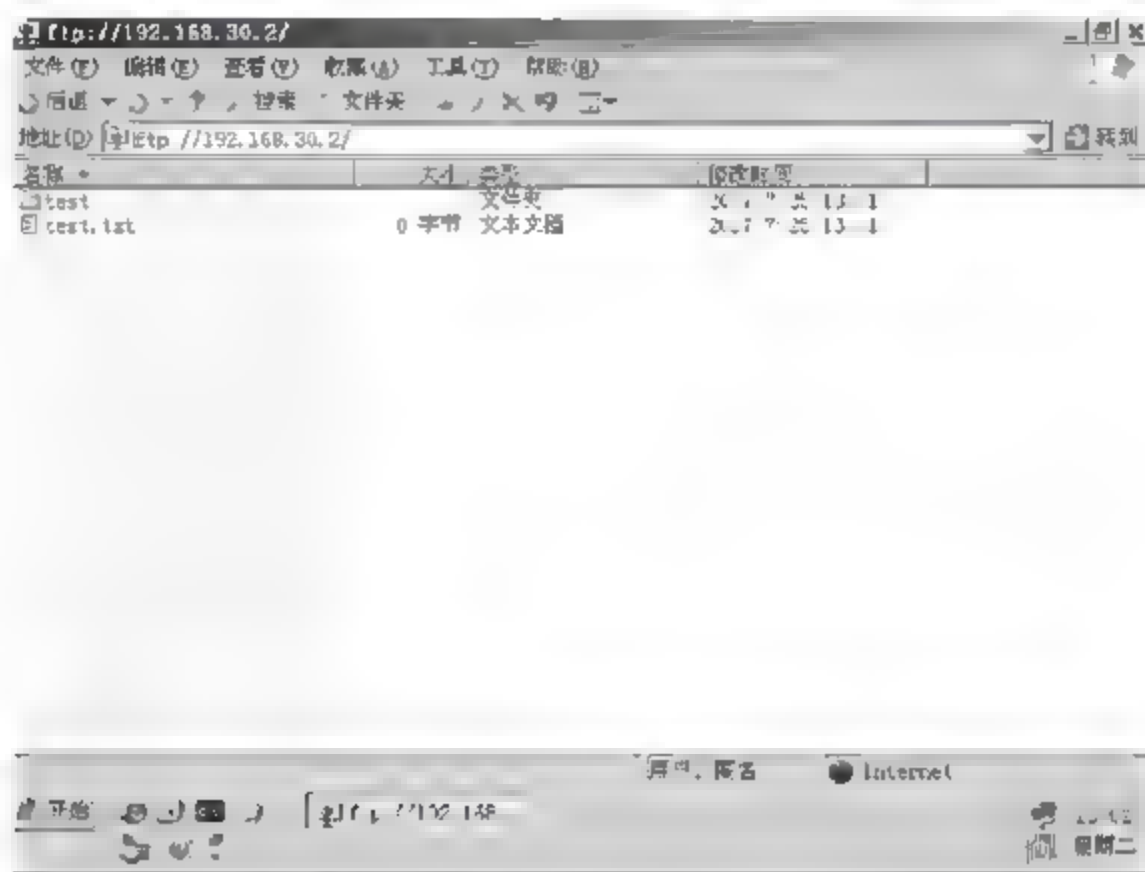 ftp://192.168.30.2/
文件(F) 编辑(E) 查看(V) 收藏(A) 工具(T) 帮助(H)
后退 搜索 文件夹
地址(D) ftp //192.168.30.2/ 转到
名称 大小 类型 修改时间
test 文件夹
test.txt 0 字节 文本文档
用户: 匿名 Internet
开始
星期二